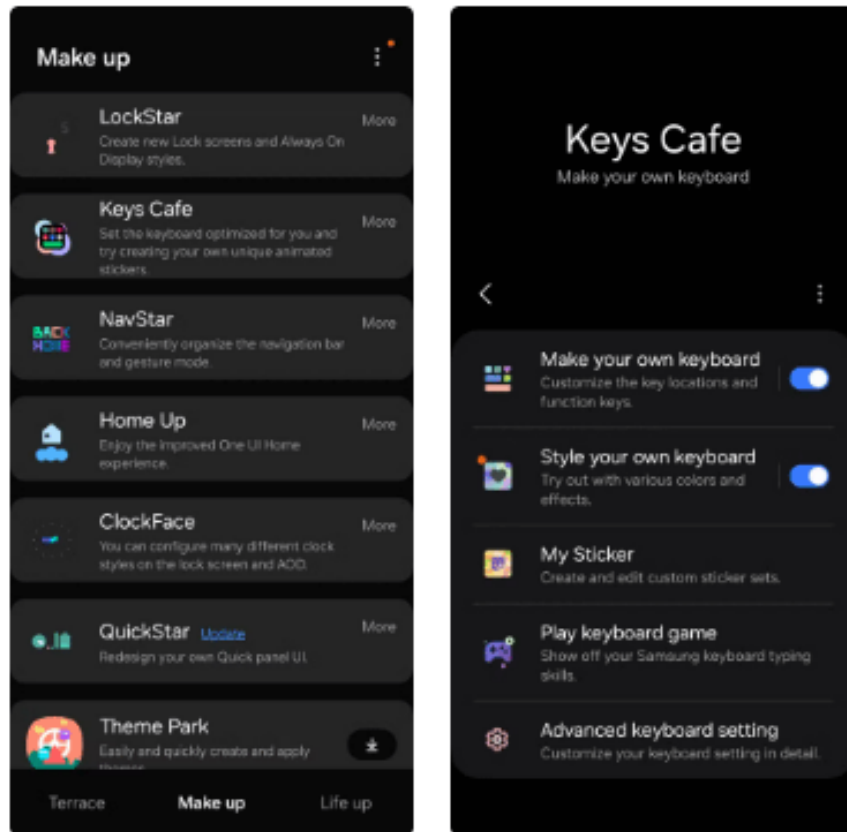 Make up
LockStar
More
Create new Lock screens and Always On
Display styles.
Keys Cafe
More
Set the keyboard optimized for you and
try creating your own unique animated
stickers.
BACK
HOME
NavStar
More
Conveniently organize the navigation bar
and gesture mode.
Home Up
More
Enjoy the improved One UI Home
experience.
ClockFace
More
You can configure many different clock
styles on the lock screen and AOD.
QuickStar Update
More
Redesign your own Quick panel UI.
Theme Park
Easily and quickly create and apply
themes.
Terrace
Make up
Life up
Keys Cafe
Make your own keyboard
Make your own keyboard
Customize the key locations and
function keys.
Style your own keyboard
Try out with various colors and
effects.
My Sticker
Create and edit custom sticker sets.
Play keyboard game
Show off your Samsung keyboard typing
skills.
Advanced keyboard setting
Customize your keyboard setting in detail.